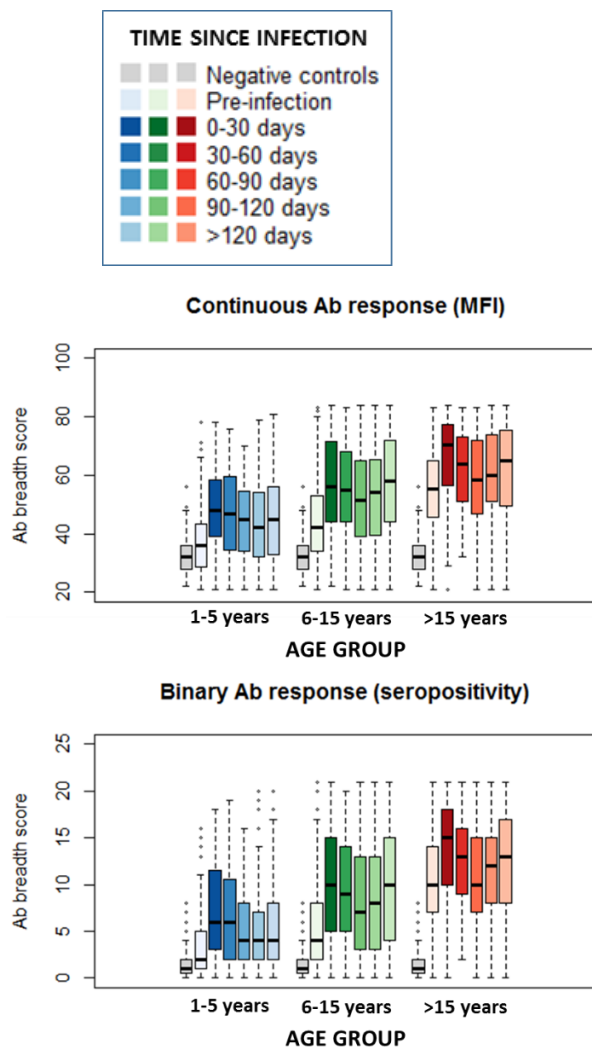 TIME SINCE INFECTION
Negative controls
Pre-infection
0-30 days
30-60 days
60-90 days
90-120 days
>120 days
Continuous Ab response (MFI)
Ab breadth score
100
80
60
40
20
1-5 years
6-15 years
>15 years
AGE GROUP
Binary Ab response (seropositivity)
Ab breadth score
25
20
15
10
5
0
1-5 years
6-15 years
>15 years
AGE GROUP